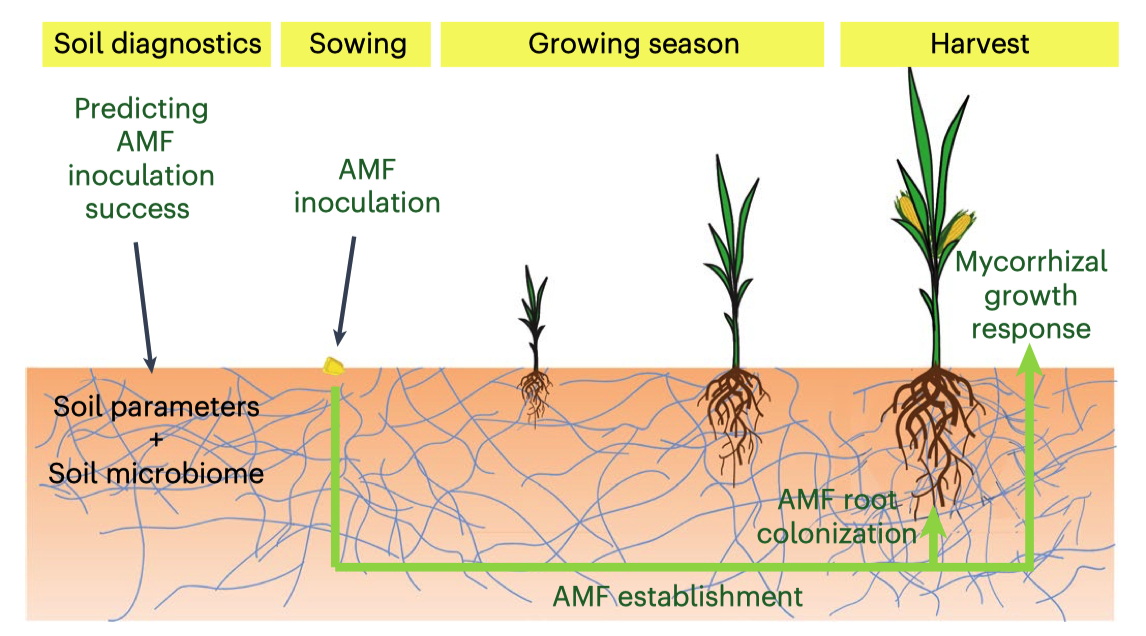 Soil diagnostics
Sowing
Growing season
Harvest
Predicting
AMF
inoculation
success
AMF
inoculation
Mycorrhizal
growth
response
Soil parameters
+
Soil microbiome
AMF root
colonization
AMF establishment